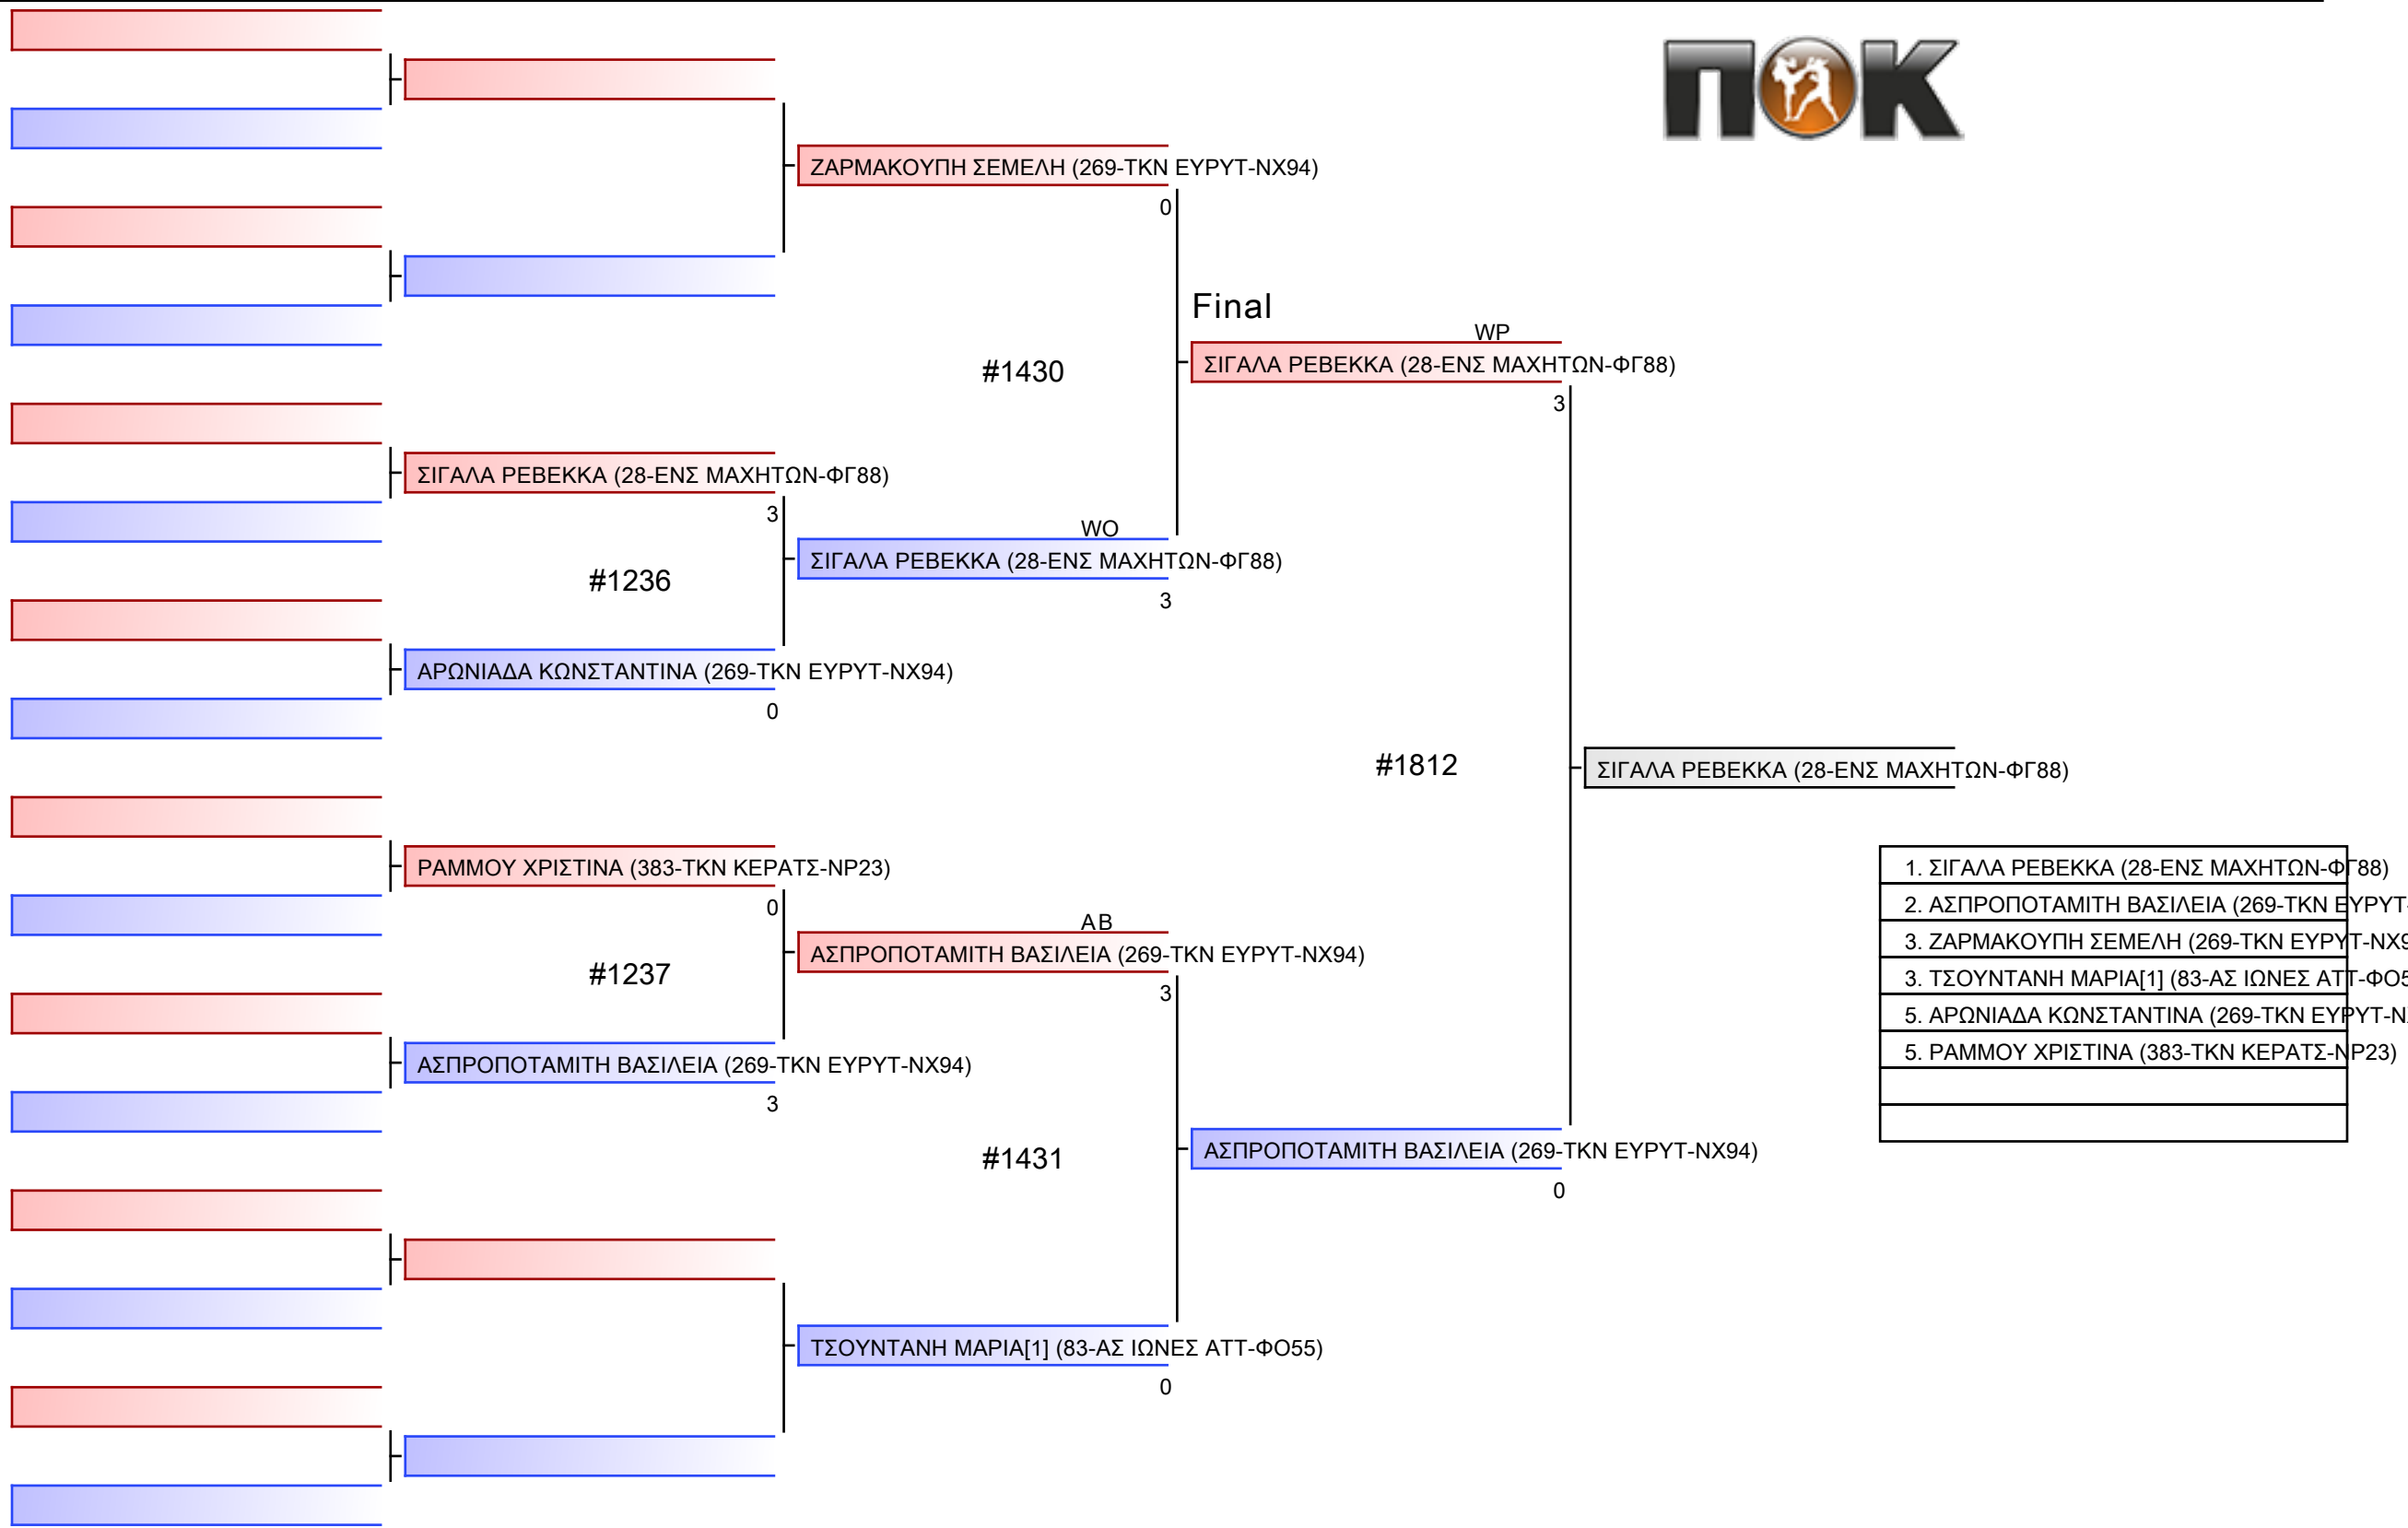 ΠΟΚ
ΖΑΡΜΑΚΟΥΠΗ ΣΕΜΕΛΗ (269-ΤΚΝ ΕΥΡΥΤ-ΝΧ94)
0
Final
WP
#1430
ΣΙΓΑΛΑ ΡΕΒΕΚΚΑ (28-ΕΝΣ ΜΑΧΗΤΩΝ-ΦΓ88)
3
ΣΙΓΑΛΑ ΡΕΒΕΚΚΑ (28-ΕΝΣ ΜΑΧΗΤΩΝ-ΦΓ88)
3
WO
#1236
ΣΙΓΑΛΑ ΡΕΒΕΚΚΑ (28-ΕΝΣ ΜΑΧΗΤΩΝ-ΦΓ88)
3
ΑΡΩΝΙΑΔΑ ΚΩΝΣΤΑΝΤΙΝΑ (269-ΤΚΝ ΕΥΡΥΤ-ΝΧ94)
0
#1812
ΣΙΓΑΛΑ ΡΕΒΕΚΚΑ (28-ΕΝΣ ΜΑΧΗΤΩΝ-ΦΓ88)
ΡΑΜΜΟΥ ΧΡΙΣΤΙΝΑ (383-ΤΚΝ ΚΕΡΑΤΣ-ΝΡ23)
0
AB
#1237
ΑΣΠΡΟΠΟΤΑΜΙΤΗ ΒΑΣΙΛΕΙΑ (269-ΤΚΝ ΕΥΡΥΤ-ΝΧ94)
3
ΑΣΠΡΟΠΟΤΑΜΙΤΗ ΒΑΣΙΛΕΙΑ (269-ΤΚΝ ΕΥΡΥΤ-ΝΧ94)
3
#1431
ΑΣΠΡΟΠΟΤΑΜΙΤΗ ΒΑΣΙΛΕΙΑ (269-ΤΚΝ ΕΥΡΥΤ-ΝΧ94)
0
ΤΣΟΥΝΤΑΝΗ ΜΑΡΙΑ[1] (83-ΑΣ ΙΩΝΕΣ ΑΤΤ-ΦΟ55)
0
1. ΣΙΓΑΛΑ ΡΕΒΕΚΚΑ (28-ΕΝΣ ΜΑΧΗΤΩΝ-ΦΓ88)
2. ΑΣΠΡΟΠΟΤΑΜΙΤΗ ΒΑΣΙΛΕΙΑ (269-ΤΚΝ ΕΥΡΥΤ
3. ΖΑΡΜΑΚΟΥΠΗ ΣΕΜΕΛΗ (269-ΤΚΝ ΕΥΡΥΤ-ΝΧ9
3. ΤΣΟΥΝΤΑΝΗ ΜΑΡΙΑ[1] (83-ΑΣ ΙΩΝΕΣ ΑΤΤ-ΦΟ5
5. ΑΡΩΝΙΑΔΑ ΚΩΝΣΤΑΝΤΙΝΑ (269-ΤΚΝ ΕΥΡΥΤ-Ν
5. ΡΑΜΜΟΥ ΧΡΙΣΤΙΝΑ (383-ΤΚΝ ΚΕΡΑΤΣ-ΝΡ23)